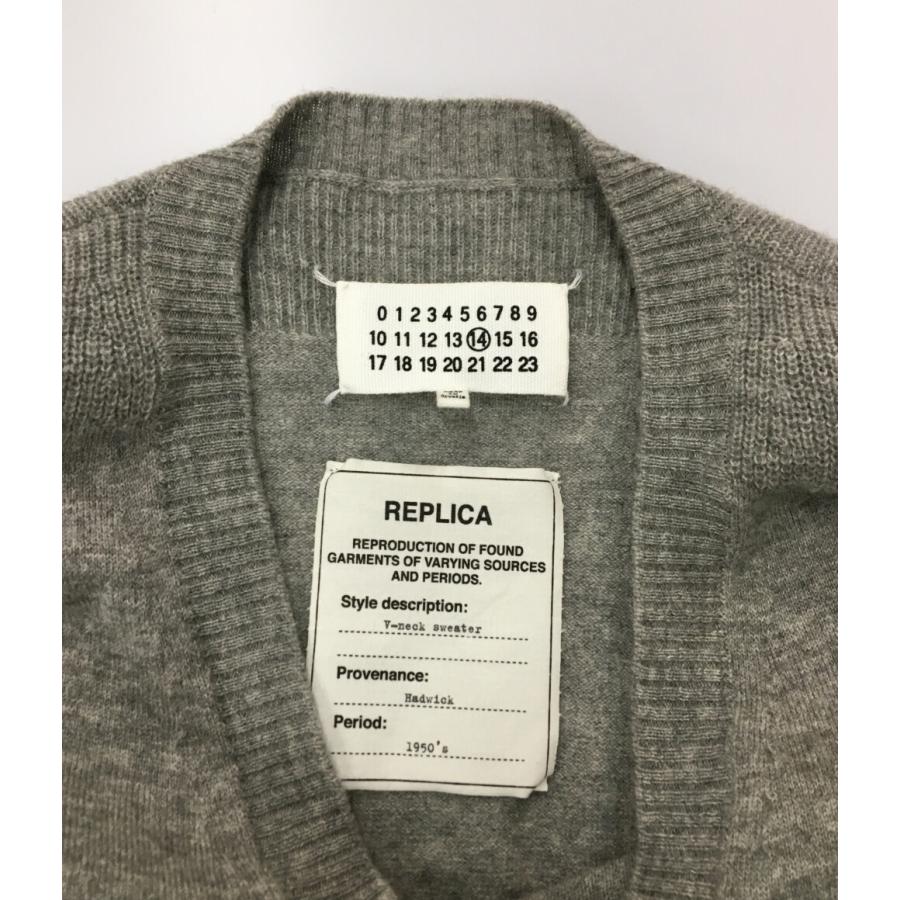 0 1 2 3 4 5 6 7 8 9
10 11 12 13 14 15 16
17 18 19 20 21 22 23
REPLICA
REPRODUCTION OF FOUND
GARMENTS OF VARYING SOURCES
AND PERIODS.
Style description:
V-neck sweater
Provenance:
Hadwick
Period:
1950's